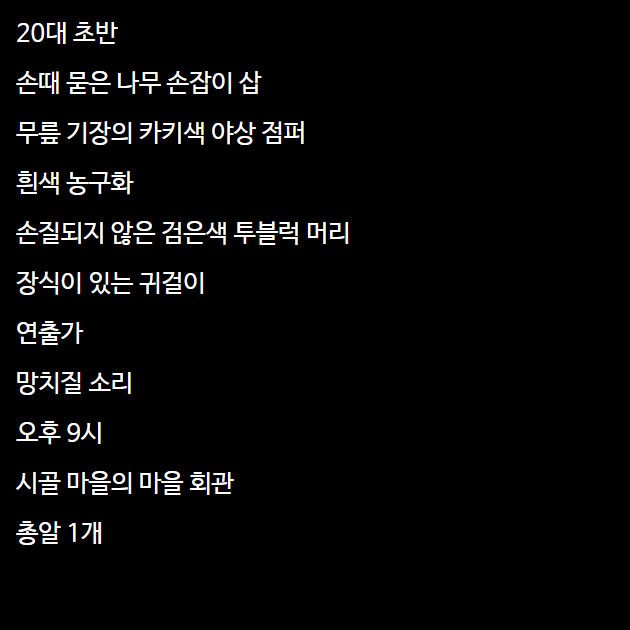 20대 초반
손때 묻은 나무 손잡이 삽
무릎 기장의 카키색 야상 점퍼
흰색 농구화
손질되지 않은 검은색 투블럭 머리
장식이 있는 귀걸이
연출가
망치질 소리
오후 9시
시골 마을의 마을 회관
총알 1개